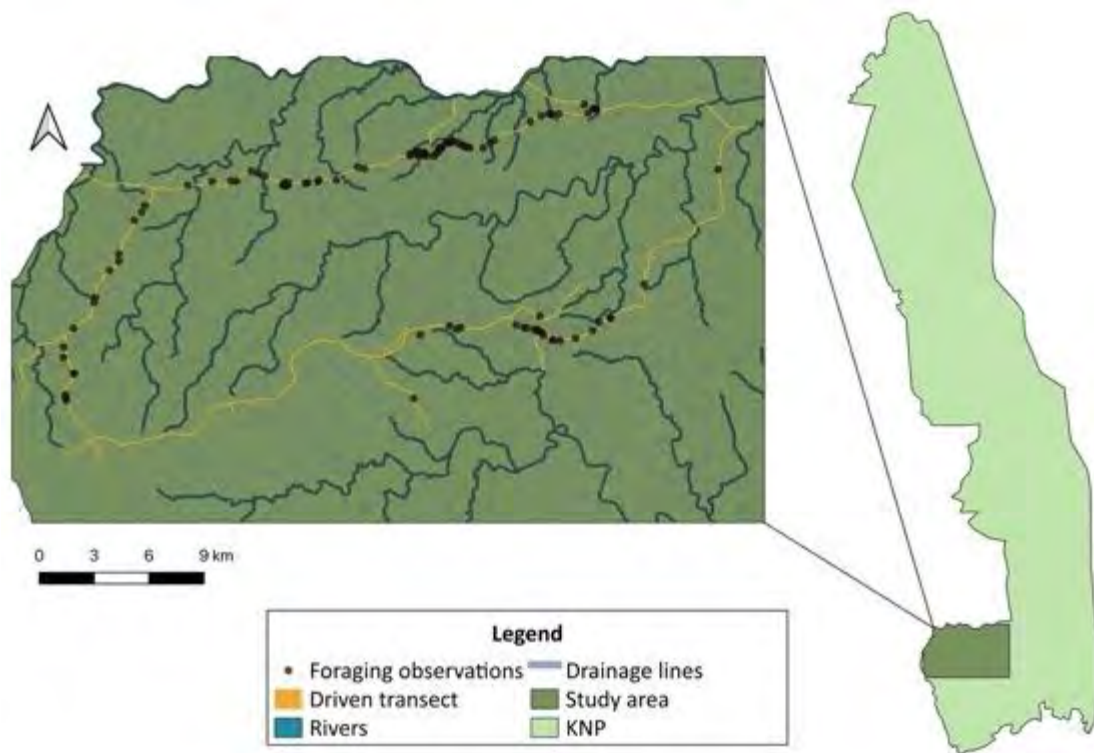 0 3 6 9 km
Legend
Foraging observations Drainage lines
Driven transect Study area
Rivers KNP